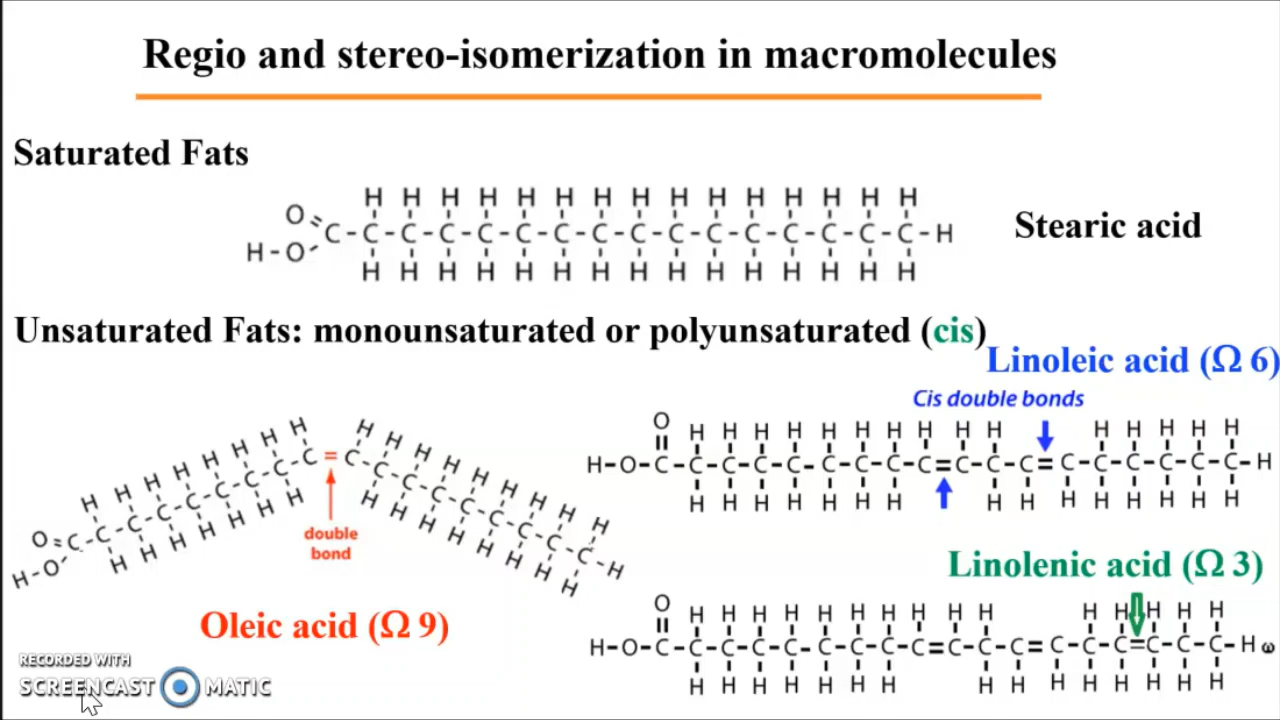 Regio and stereo-isomerization in macromolecules
Saturated Fats
H H H H H H H H H H H H H H H
O=C-C-C-C-C-C-C-C-C-C-C-C-C-C-C-C-H
H-O
H H H H H H H H H H H H H H H
Stearic acid
Unsaturated Fats: monounsaturated or polyunsaturated (cis)
Linoleic acid (Ω 6)
Cis double bonds
double
bond
Oleic acid (Ω 9)
Linolenic acid (Ω 3)
ω
RECORDED WITH
SCREENCAST MATIC